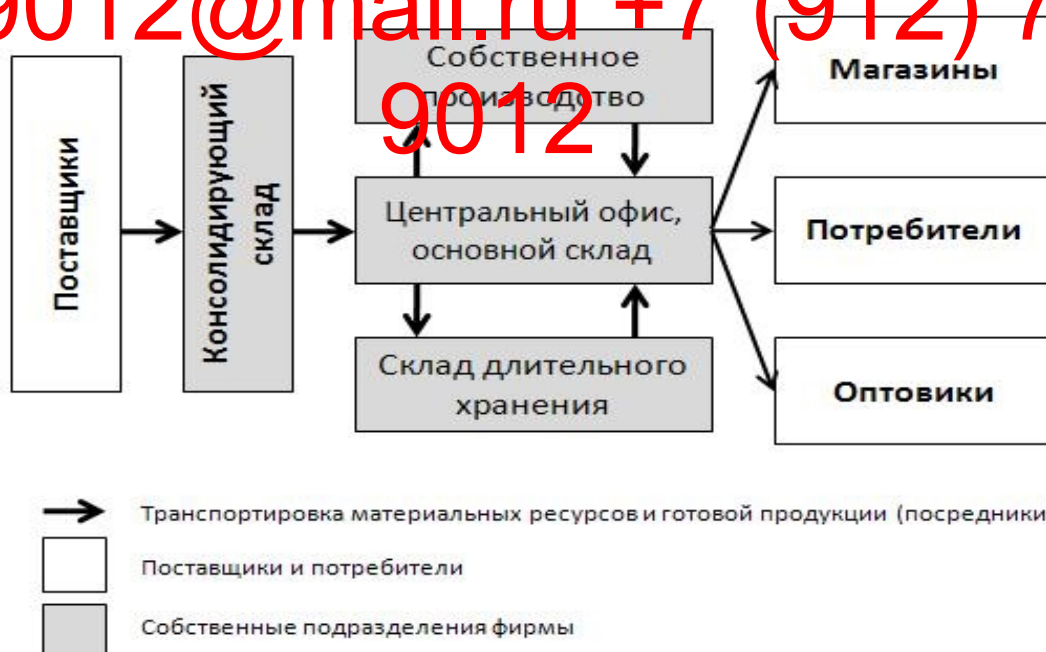 9012@mail.ru +7 (912) 7
9012
Собственное
производство
Магазины
Поставщики
Консолидирующий
склад
Центральный офис,
основной склад
Потребители
Склад длительного
хранения
Оптовики
Транспортировка материальных ресурсов и готовой продукции (посредники
Поставщики и потребители
Собственные подразделения фирмы